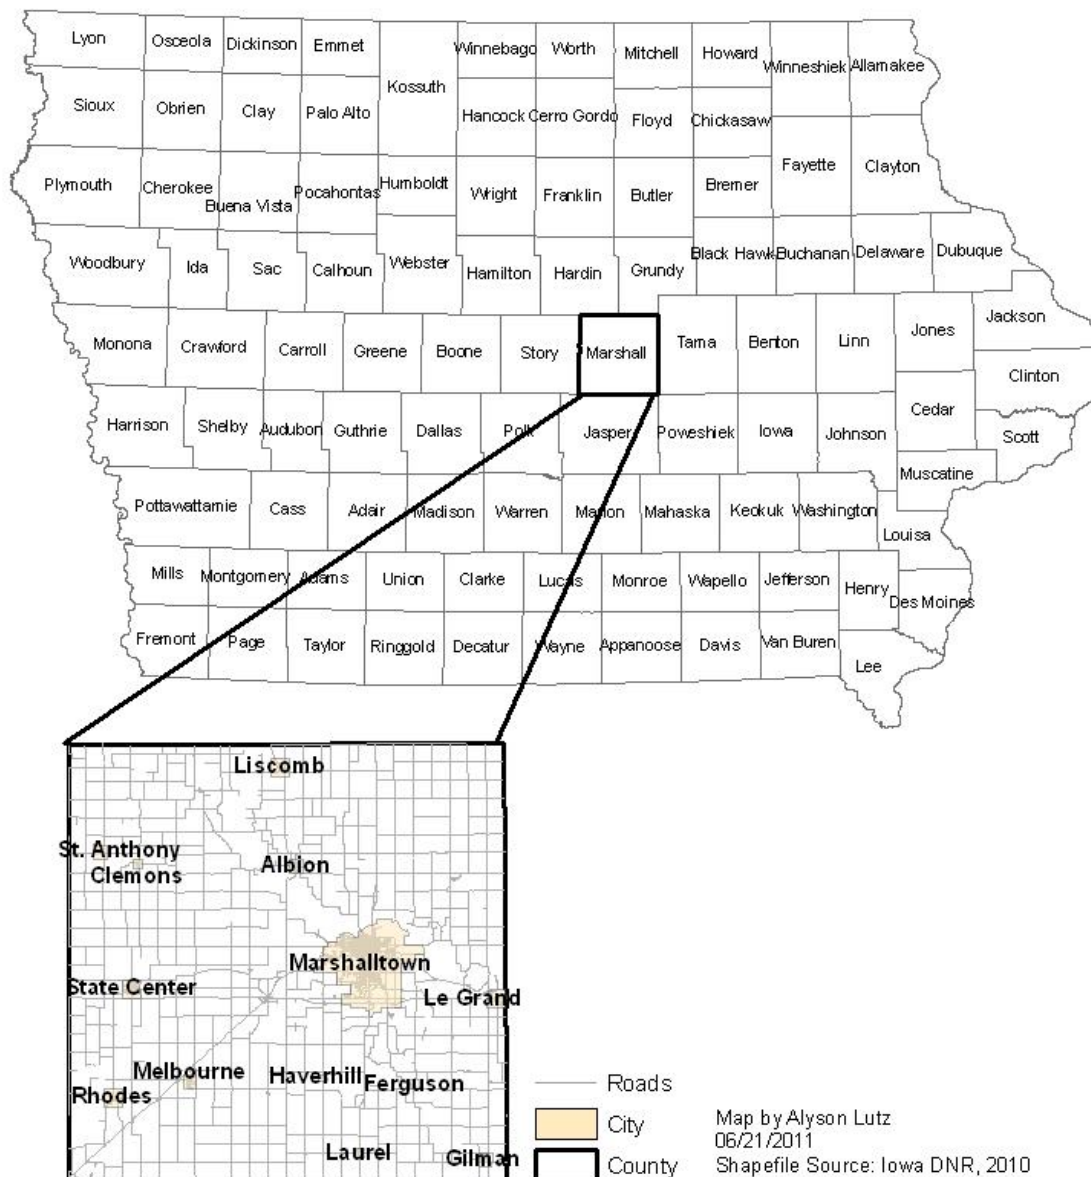 Lyon Osceola Dickinson Emmet Winnebago Worth Mitchell Howard Winneshiek Allamakee
Kossuth
Sioux Obrien Clay Palo Alto Hancock Cerro Gordo Floyd Chickasaw
Plymouth Cherokee Buena Vista Pocahontas Humboldt Wright Franklin Butler Bremer Fayette Clayton
Woodbury Ida Sac Calhoun Webster Hamilton Hardin Grundy Black Hawk Buchanan Delaware Dubuque
Monona Crawford Carroll Greene Boone Story Marshall Tama Benton Linn Jones Jackson
Clinton
Harrison Shelby Audubon Guthrie Dallas Polk Jasper Poweshiek Iowa Johnson Cedar Scott
Muscatine
Pottawattamie Cass Adair Madison Warren Marion Mahaska Keokuk Washington Louisa
Mills Montgomery Adams Union Clarke Lucas Monroe Wapello Jefferson Henry Des Moines
Fremont Page Taylor Ringgold Decatur Wayne Appanoose Davis Van Buren Lee
Liscomb
St. Anthony Albion
Clemons
Marshalltown
State Center Le Grand
Melbourne Haverhill Ferguson
Rhodes
Laurel Gilman
Roads
City
County
Map by Alyson Lutz
06/21/2011
Shapefile Source: Iowa DNR, 2010